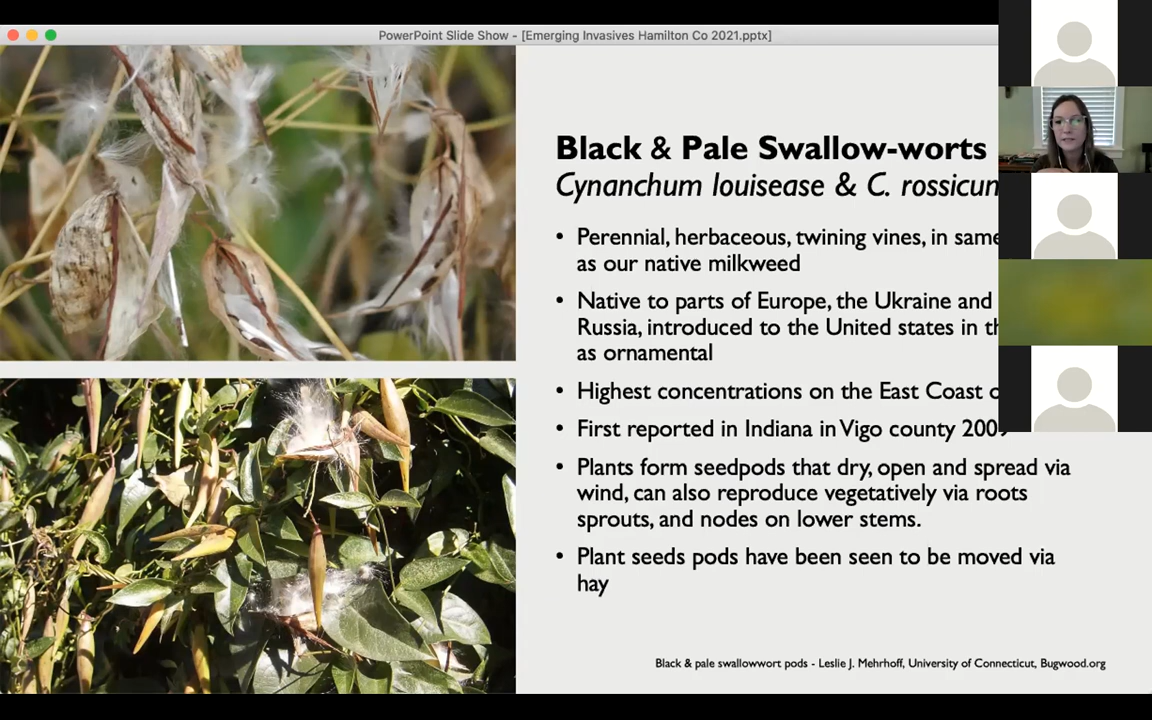 PowerPoint Slide Show - [Emerging Invasives Hamilton Co 2021.pptx]
Black & Pale Swallow-worts
Cynanchum louisease & C. rossicum
• Perennial, herbaceous, twining vines, in same
as our native milkweed
• Native to parts of Europe, the Ukraine and
Russia, introduced to the United states in
as ornamental
• Highest concentrations on the East Coast
• First reported in Indiana in Vigo county 2009
• Plants form seedpods that dry, open and spread via
wind, can also reproduce vegetatively via roots
sprouts, and nodes on lower stems.
• Plant seeds pods have been seen to be moved via
hay
Black & pale swallowwort pods - Leslie J. Mehrhoff, University of Connecticut, Bugwood.org